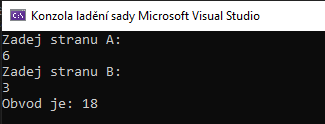 Konzola ladění sady Microsoft Visual Studio
Zadej stranu A:
6
Zadej stranu B:
3
Obvod je: 18